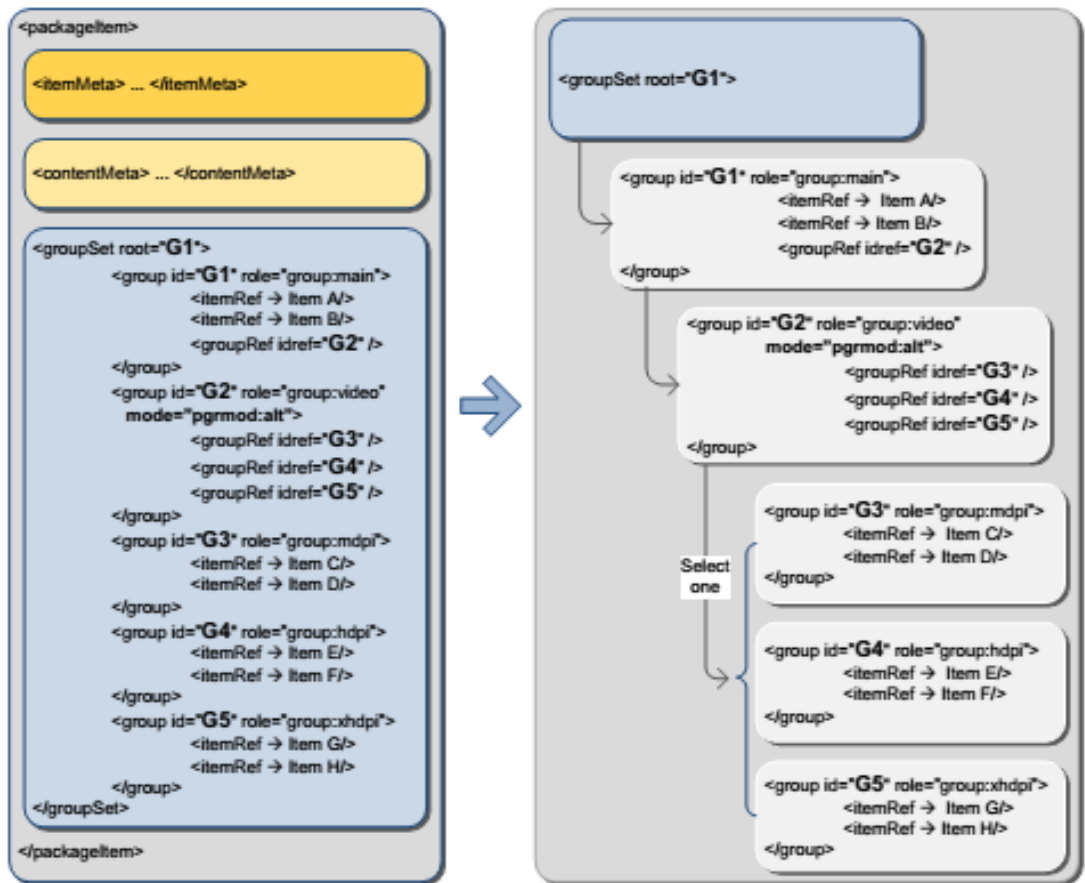 <packageItem>
<itemMeta> ... </itemMeta>
<contentMeta> ... </contentMeta>
<groupSet root="G1">
<group id="G1" role="group:main">
<itemRef → Item A/>
<itemRef → Item B/>
<groupRef idref="G2" />
</group>
<group id="G2" role="group:video"
mode="pgrmod:alt">
<groupRef idref="G3" />
<groupRef idref="G4" />
<groupRef idref="G5" />
</group>
<group id="G3" role="group:mdpi">
<itemRef → Item C/>
<itemRef → Item D/>
</group>
<group id="G4" role="group:hdpi">
<itemRef → Item E/>
<itemRef → Item F/>
</group>
<group id="G5" role="group:xhdpi">
<itemRef → Item G/>
<itemRef → Item H/>
</group>
</groupSet>
</packageItem>
<groupSet root="G1">
<group id="G1" role="group:main">
<itemRef → Item A/>
<itemRef → Item B/>
<groupRef idref="G2" />
</group>
<group id="G2" role="group:video"
mode="pgrmod:alt">
<groupRef idref="G3" />
<groupRef idref="G4" />
<groupRef idref="G5" />
</group>
Select
one
<group id="G3" role="group:mdpi">
<itemRef → Item C/>
<itemRef → Item D/>
</group>
<group id="G4" role="group:hdpi">
<itemRef → Item E/>
<itemRef → Item F/>
</group>
<group id="G5" role="group:xhdpi">
<itemRef → Item G/>
<itemRef → Item H/>
</group>